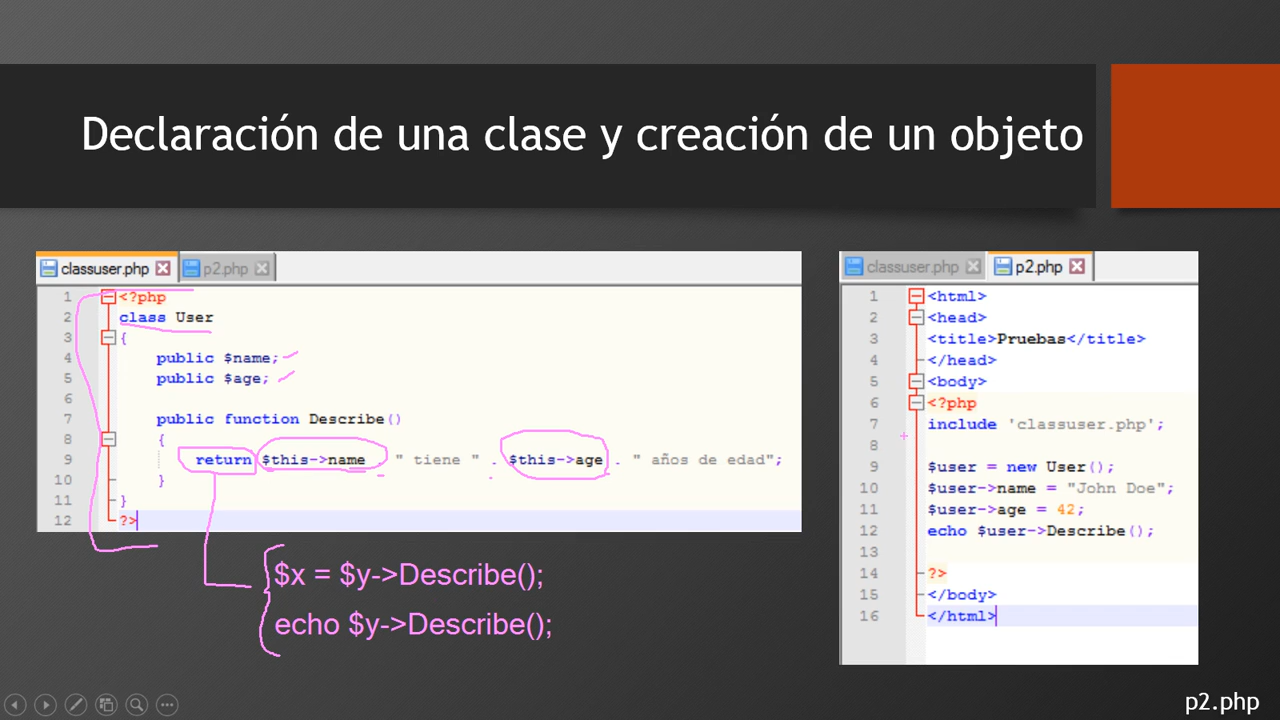 Declaración de una clase y creación de un objeto
classuser.php p2.php
1 <?php
2 class User
3 {
4 public $name;
5 public $age;
6
7 public function Describe()
8 {
9 return $this->name . " tiene " . $this->age . " años de edad";
10 }
11 }
12 ?>
$x = $y->Describe();
echo $y->Describe();
classuser.php p2.php
1 <html>
2 <head>
3 <title>Pruebas</title>
4 </head>
5 <body>
6 <?php
7 include 'classuser.php';
8
9 $user = new User();
10 $user->name = "John Doe";
11 $user->age = 42;
12 echo $user->Describe();
13
14 ?>
15 </body>
16 </html>
p2.php